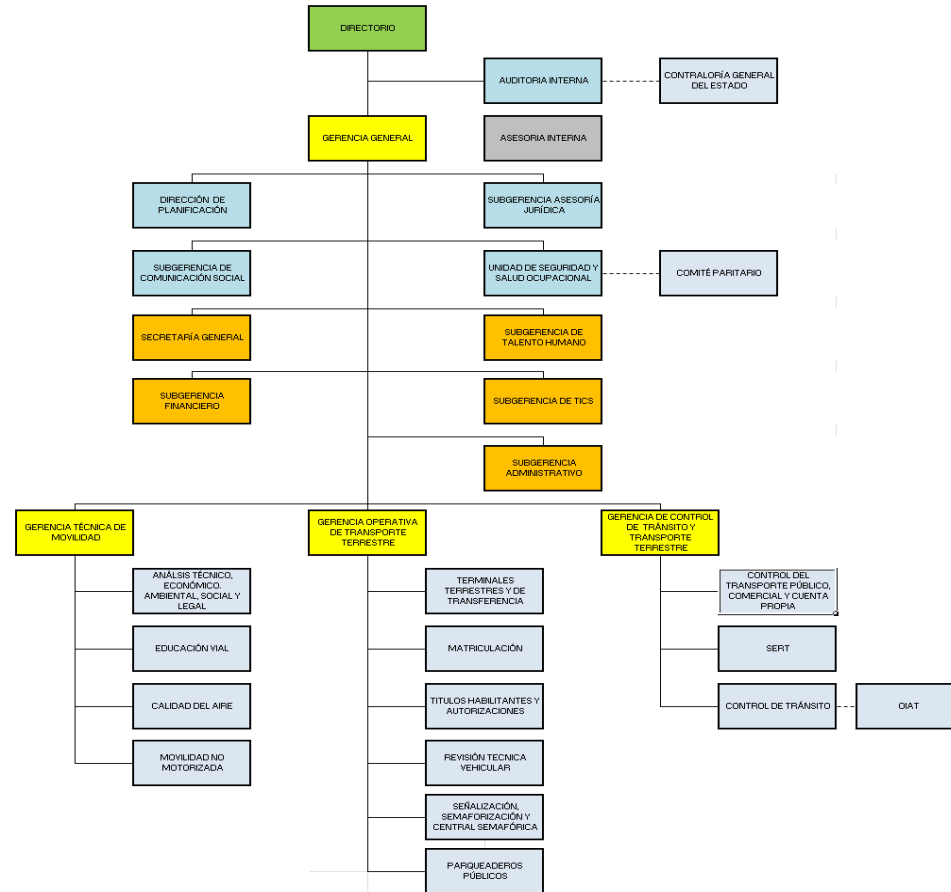 DIRECTORIO
AUDITORIA INTERNA
CONTRALORÍA GENERAL
DEL ESTADO
GERENCIA GENERAL
ASESORIA INTERNA
DIRECCIÓN DE
PLANIFICACIÓN
SUBGERENCIA ASESORÍA
JURÍDICA
SUBGERENCIA DE
COMUNICACIÓN SOCIAL
UNIDAD DE SEGURIDAD Y
SALUD OCUPACIONAL
COMITÉ PARITARIO
SECRETARÍA GENERAL
SUBGERENCIA DE
TALENTO HUMANO
SUBGERENCIA
FINANCIERO
SUBGERENCIA DE TICS
SUBGERENCIA
ADMINISTRATIVO
GERENCIA TÉCNICA DE
MOVILIDAD
GERENCIA OPERATIVA
DE TRANSPORTE
TERRESTRE
GERENCIA DE CONTROL
DE TRÁNSITO Y
TRANSPORTE
TERRESTRE
ANÁLSIS TÉCNICO,
ECONÓMICO.
AMBIENTAL, SOCIAL Y
LEGAL
TERMINALES
TERRESTRES Y DE
TRANSFERENCIA
CONTROL DEL
TRANSPORTE PÚBLICO,
COMERCIAL Y CUENTA
PROPIA
EDUCACIÓN VIAL
MATRICULACIÓN
SERT
CALIDAD DEL AIRE
TITULOS HABILITANTES Y
AUTORIZACIONES
CONTROL DE TRÁNSITO
OIAT
MOVILIDAD NO
MOTORIZADA
REVISIÓN TECNICA
VEHICULAR
SEÑALIZACIÓN,
SEMAFORIZACIÓN Y
CENTRAL SEMAFÓRICA
PARQUEADEROS
PÚBLICOS